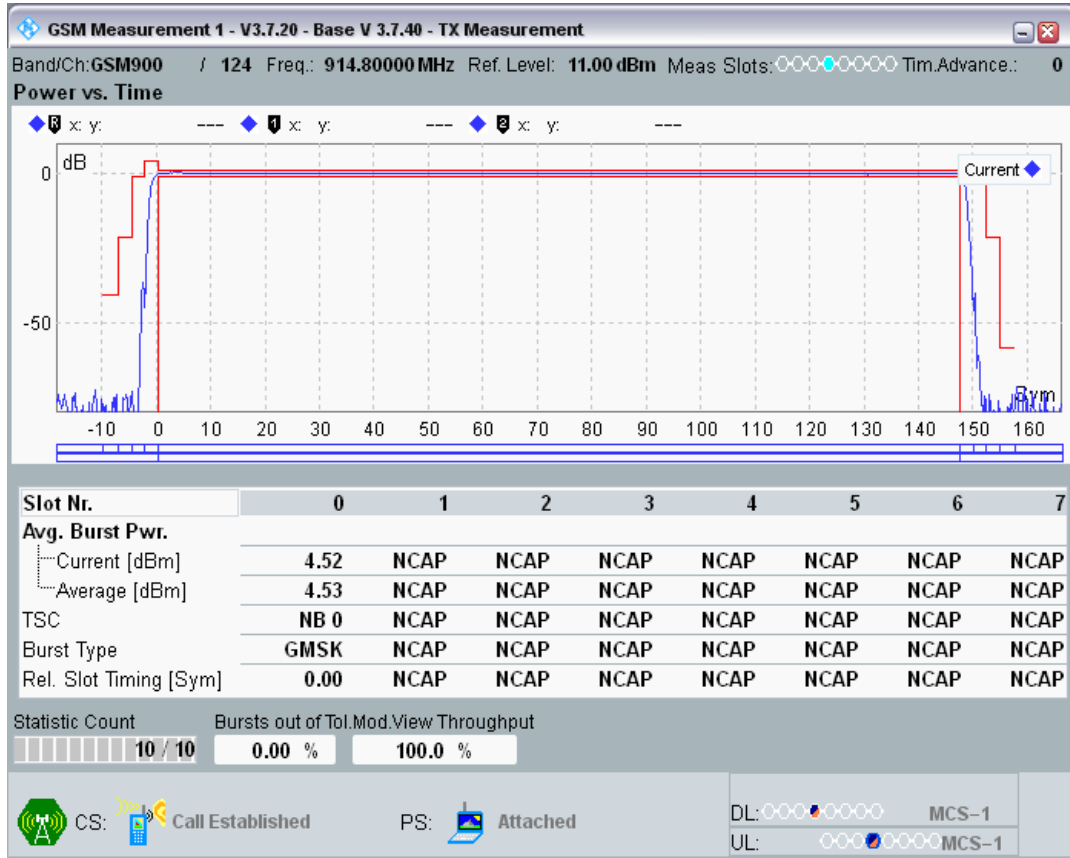 GSM Measurement 1 - V3.7.20 - Base V 3.7.40 - TX Measurement
Band/Ch:GSM900 / 124 Freq.: 914.80000 MHz Ref. Level: 11.00 dBm Meas Slots: Tim.Advance.: 0
Power vs. Time
R x: y: --- 1 x: y: --- 2 x: y: ---
dB
Current
0
-50
Sym
-10 0 10 20 30 40 50 60 70 80 90 100 110 120 130 140 150 160
Slot Nr. 0 1 2 3 4 5 6 7
Avg. Burst Pwr.
Current [dBm] 4.52 NCAP NCAP NCAP NCAP NCAP NCAP NCAP
Average [dBm] 4.53 NCAP NCAP NCAP NCAP NCAP NCAP NCAP
TSC NB 0 NCAP NCAP NCAP NCAP NCAP NCAP NCAP
Burst Type GMSK NCAP NCAP NCAP NCAP NCAP NCAP NCAP
Rel. Slot Timing [Sym] 0.00 NCAP NCAP NCAP NCAP NCAP NCAP NCAP
Statistic Count Bursts out of Tol. Mod.View Throughput
10 / 10 0.00 % 100.0 %
CS: Call Established PS: Attached DL: MCS-1
UL: MCS-1